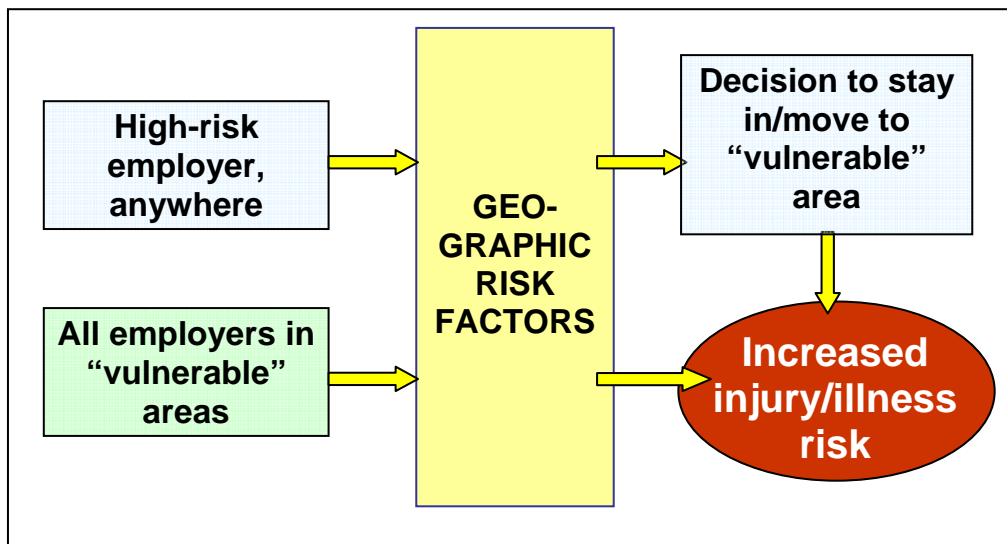 High-risk
employer,
anywhere
All employers in
“vulnerable”
areas
GEO-
GRAPHIC
RISK
FACTORS
Decision to stay
in/move to
“vulnerable”
area
Increased
injury/illness
risk